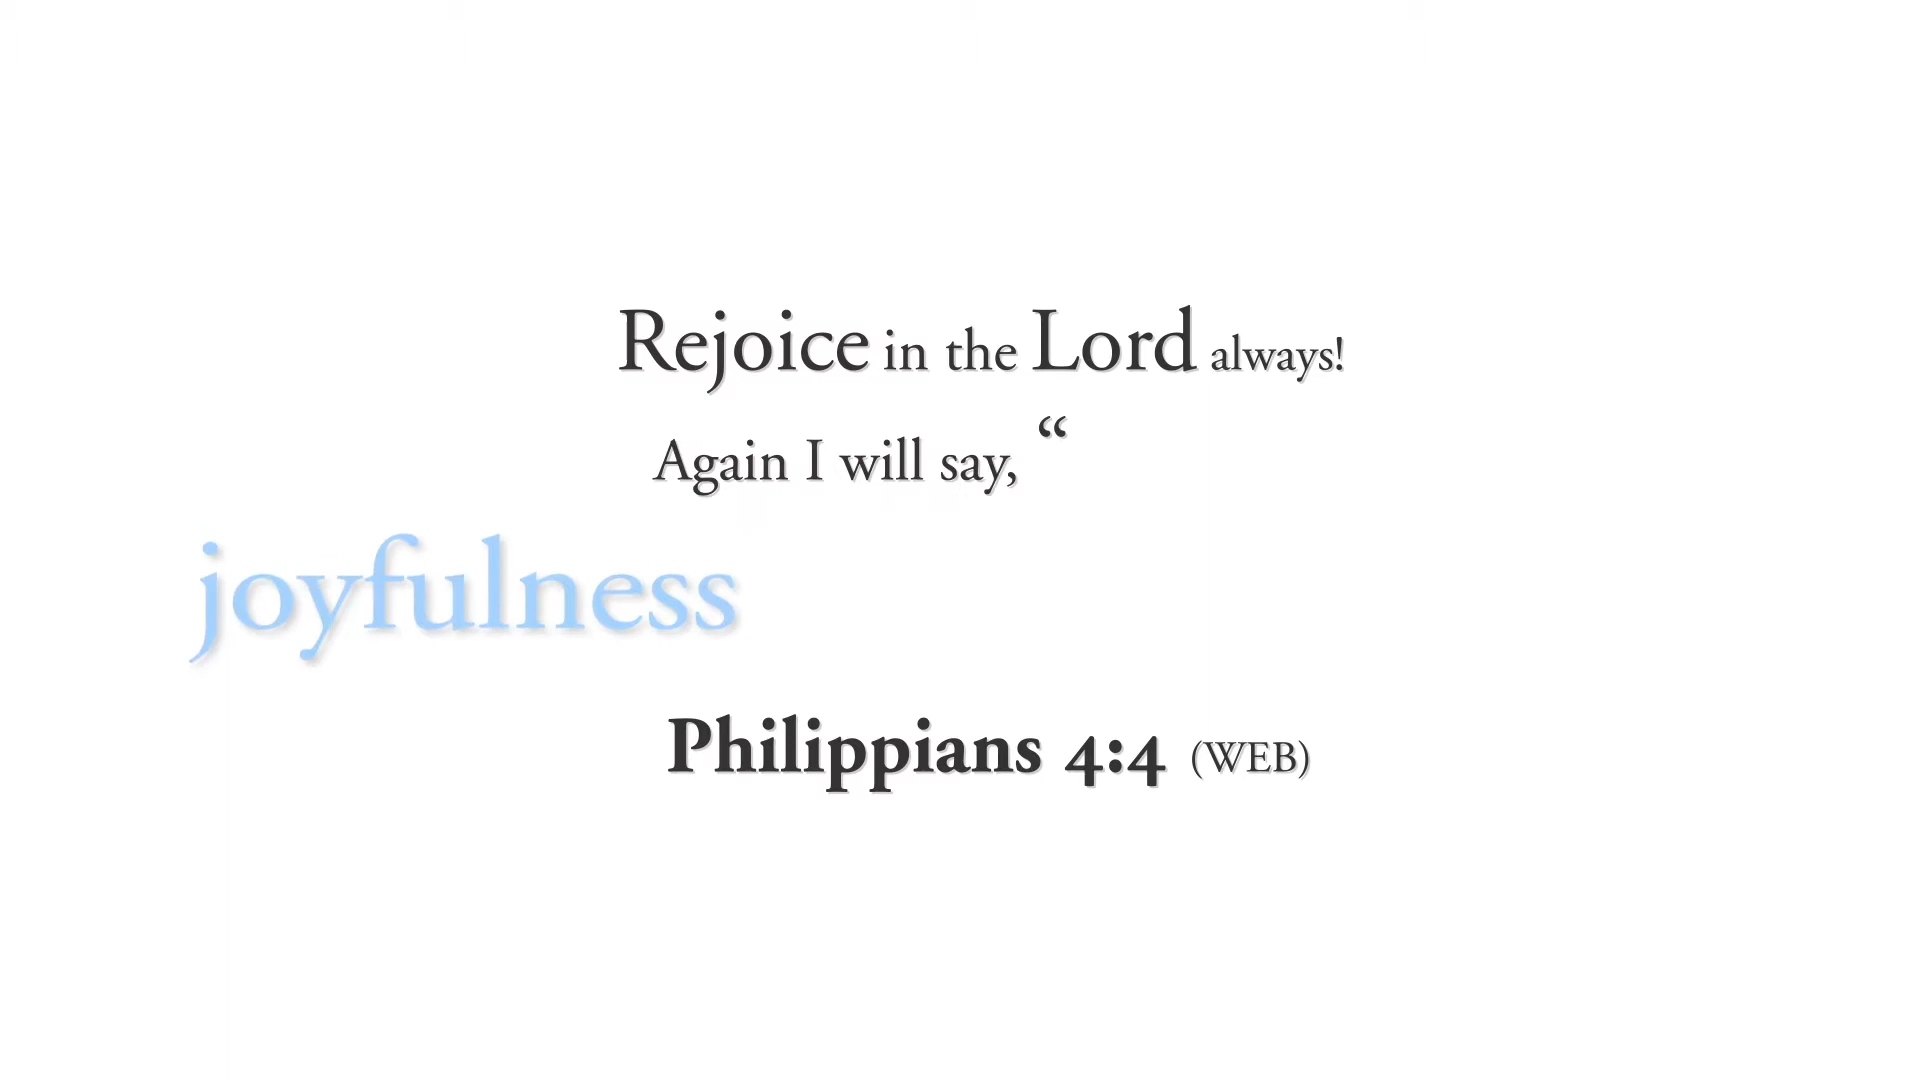 Rejoice in the Lord always!
Again I will say, “
joyfulness
Philippians 4:4 (WEB)